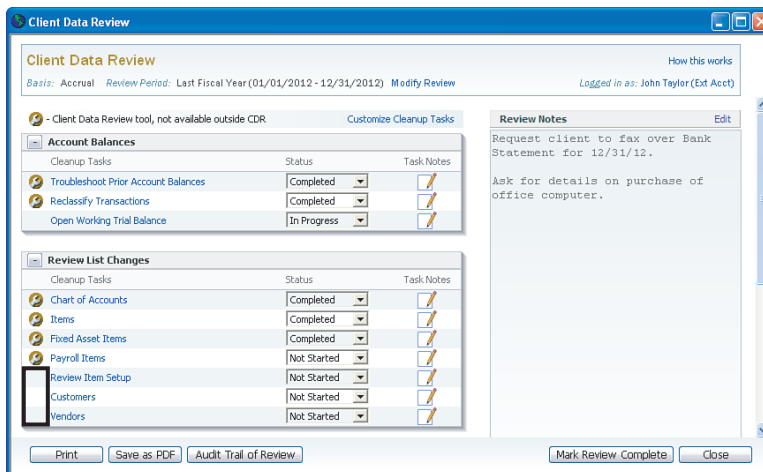 Client Data Review
Client Data Review
How this works
Basis: Accrual Review Period: Last Fiscal Year (01/01/2012 - 12/31/2012) Modify Review
Logged in as: John Taylor (Ext Acct)
- Client Data Review tool, not available outside CDR
Customize Cleanup Tasks
Account Balances
Cleanup Tasks Status Task Notes
Troubleshoot Prior Account Balances Completed
Reclassify Transactions Completed
Open Working Trial Balance In Progress
Review List Changes
Cleanup Tasks Status Task Notes
Chart of Accounts Completed
Items Completed
Fixed Asset Items Completed
Payroll Items Not Started
Review Item Setup Not Started
Customers Not Started
Vendors Not Started
Review Notes Edit
Request client to fax over Bank
Statement for 12/31/12.
Ask for details on purchase of
office computer.
Print Save as PDF Audit Trail of Review Mark Review Complete Close